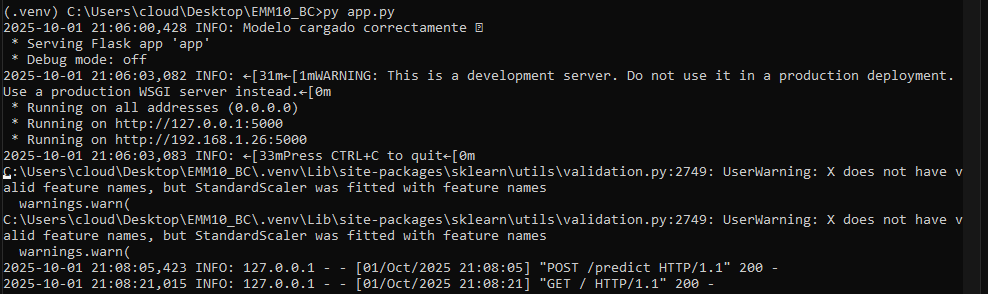 (.venv) C:\Users\cloud\Desktop\EMM10_BC>py app.py
2025-10-01 21:06:00,428 INFO: Modelo cargado correctamente
 * Serving Flask app 'app'
 * Debug mode: off
2025-10-01 21:06:03,082 INFO: ←[31m←[1mWARNING: This is a development server. Do not use it in a production deployment.
Use a production WSGI server instead.←[0m
 * Running on all addresses (0.0.0.0)
 * Running on http://127.0.0.1:5000
 * Running on http://192.168.1.26:5000
2025-10-01 21:06:03,083 INFO: ←[33mPress CTRL+C to quit←[0m
C:\Users\cloud\Desktop\EMM10_BC\.venv\Lib\site-packages\sklearn\utils\validation.py:2749: UserWarning: X does not have v
alid feature names, but StandardScaler was fitted with feature names
  warnings.warn(
C:\Users\cloud\Desktop\EMM10_BC\.venv\Lib\site-packages\sklearn\utils\validation.py:2749: UserWarning: X does not have v
alid feature names, but StandardScaler was fitted with feature names
  warnings.warn(
2025-10-01 21:08:05,423 INFO: 127.0.0.1 - - [01/Oct/2025 21:08:05] "POST /predict HTTP/1.1" 200 -
2025-10-01 21:08:21,015 INFO: 127.0.0.1 - - [01/Oct/2025 21:08:21] "GET / HTTP/1.1" 200 -